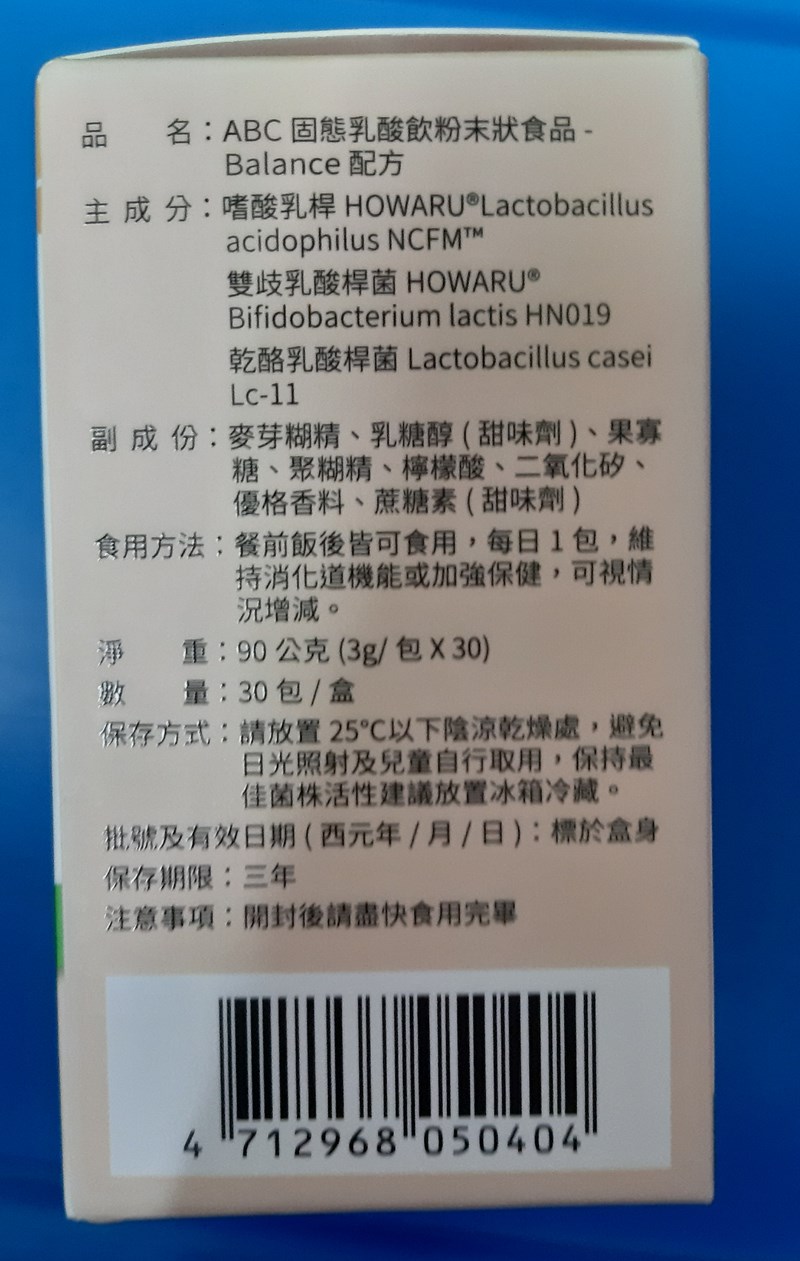 品 名：ABC 固態乳酸飲粉末狀食品 -
Balance 配方
主 成 分：嗜酸乳桿 HOWARU®Lactobacillus
acidophilus NCFM™
雙歧乳酸桿菌 HOWARU®
Bifidobacterium lactis HN019
乾酪乳酸桿菌 Lactobacillus casei
Lc-11
副 成 份：麥芽糊精、乳糖醇 ( 甜味劑 )、果寡
糖、聚糊精、檸檬酸、二氧化矽、
優格香料、蔗糖素 ( 甜味劑 )
食用方法：餐前飯後皆可食用，每日 1 包，維
持消化道機能或加強保健，可視情
況增減。
淨 重：90 公克 (3g/ 包 X 30)
數 量：30 包 / 盒
保存方式：請放置 25°C以下陰涼乾燥處，避免
日光照射及兒童自行取用，保持最
佳菌株活性建議放置冰箱冷藏。
批號及有效日期 ( 西元年 / 月 / 日 )：標於盒身
保存期限：三年
注意事項：開封後請盡快食用完畢
4 712968 050404